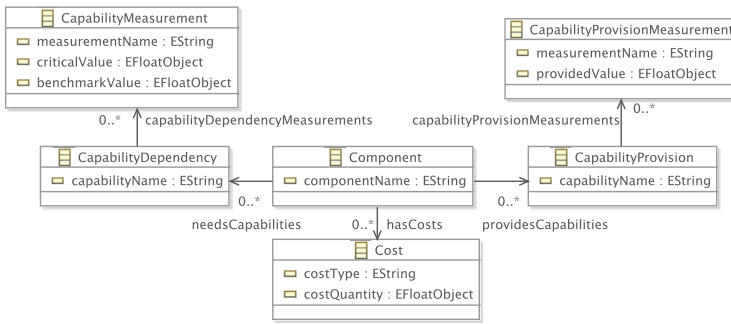 CapabilityMeasurement
measurementName : EString
criticalValue : EFloatObject
benchmarkValue : EFloatObject
CapabilityProvisionMeasurement
measurementName : EString
providedValue : EFloatObject
0..* capabilityDependencyMeasurements
capabilityProvisionMeasurements 0..*
CapabilityDependency
capabilityName : EString
Component
componentName : EString
CapabilityProvision
capabilityName : EString
0..*
needsCapabilities
0..* hasCosts
0..*
providesCapabilities
Cost
costType : EString
costQuantity : EFloatObject